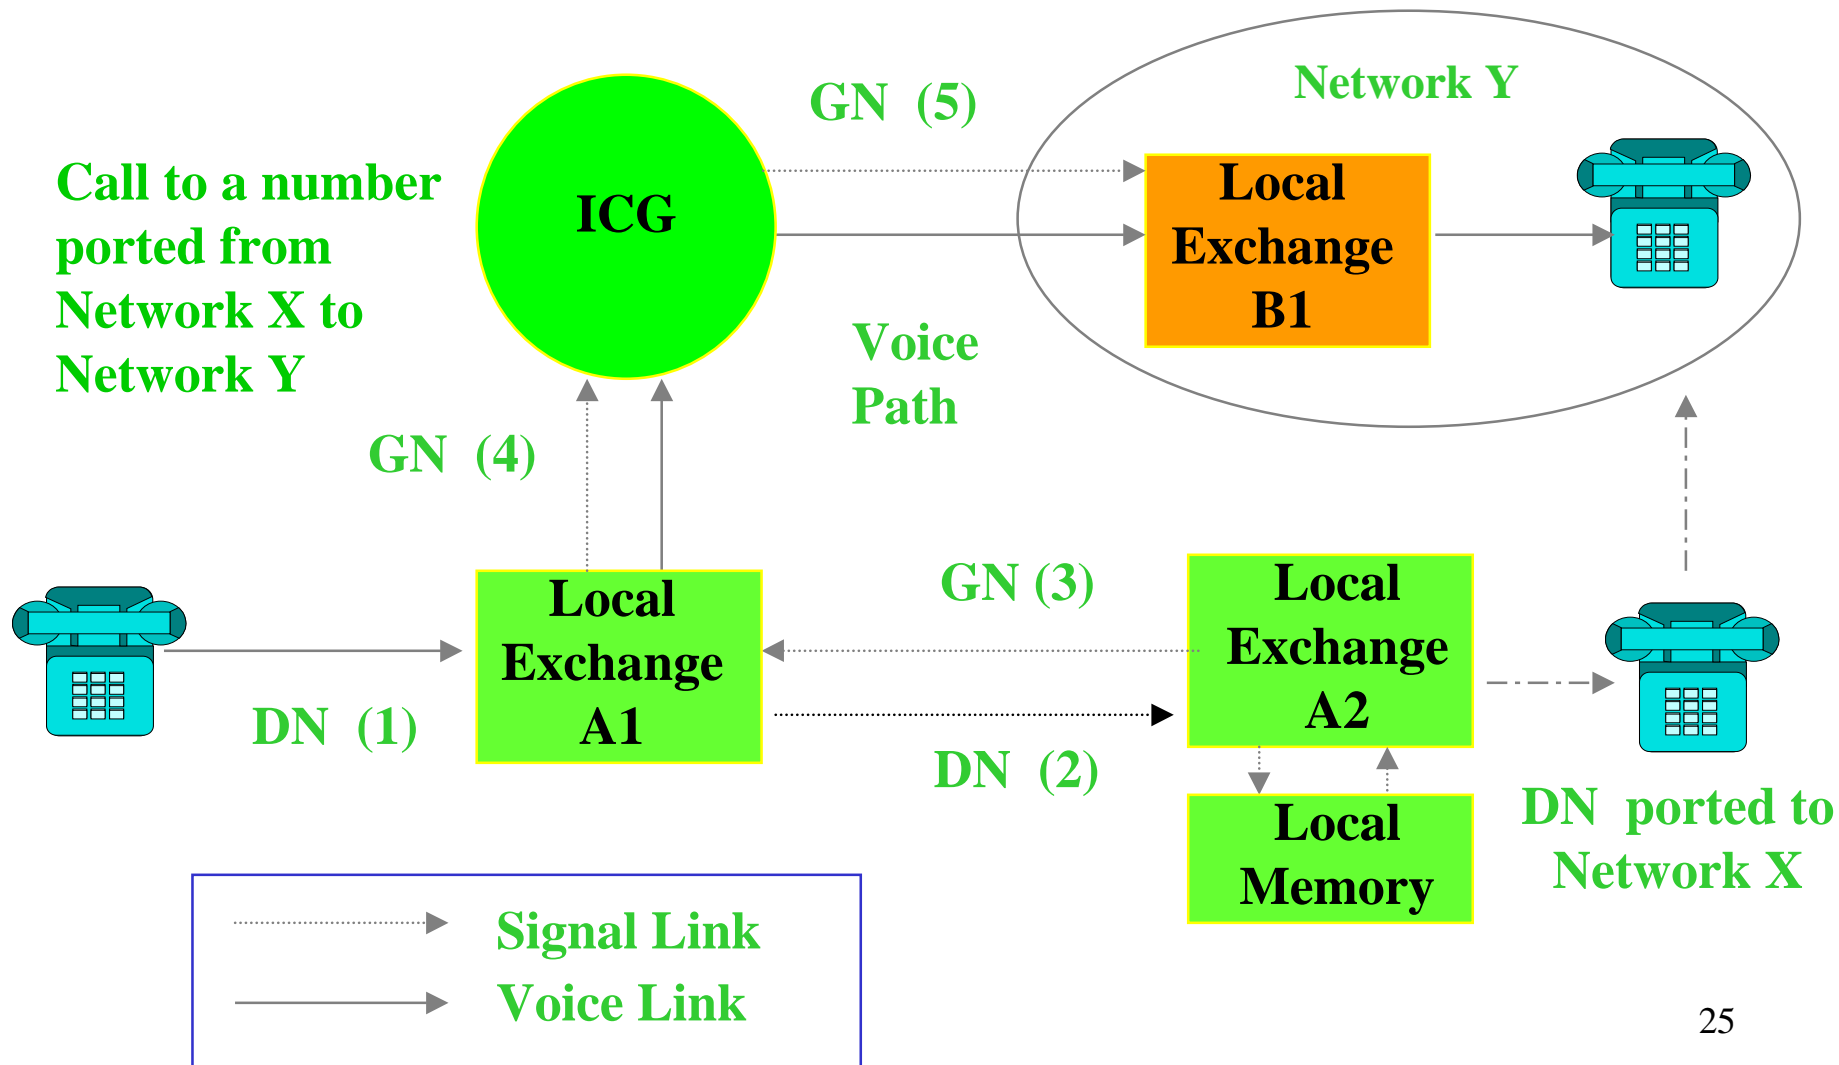 Call to a number
ported from
Network X to
Network Y
ICG
GN (5)
Network Y
Local
Exchange
B1
Voice
Path
GN (4)
Local
Exchange
A1
DN (1)
GN (3)
DN (2)
Local
Exchange
A2
Local
Memory
DN ported to
Network X
Signal Link
Voice Link
25